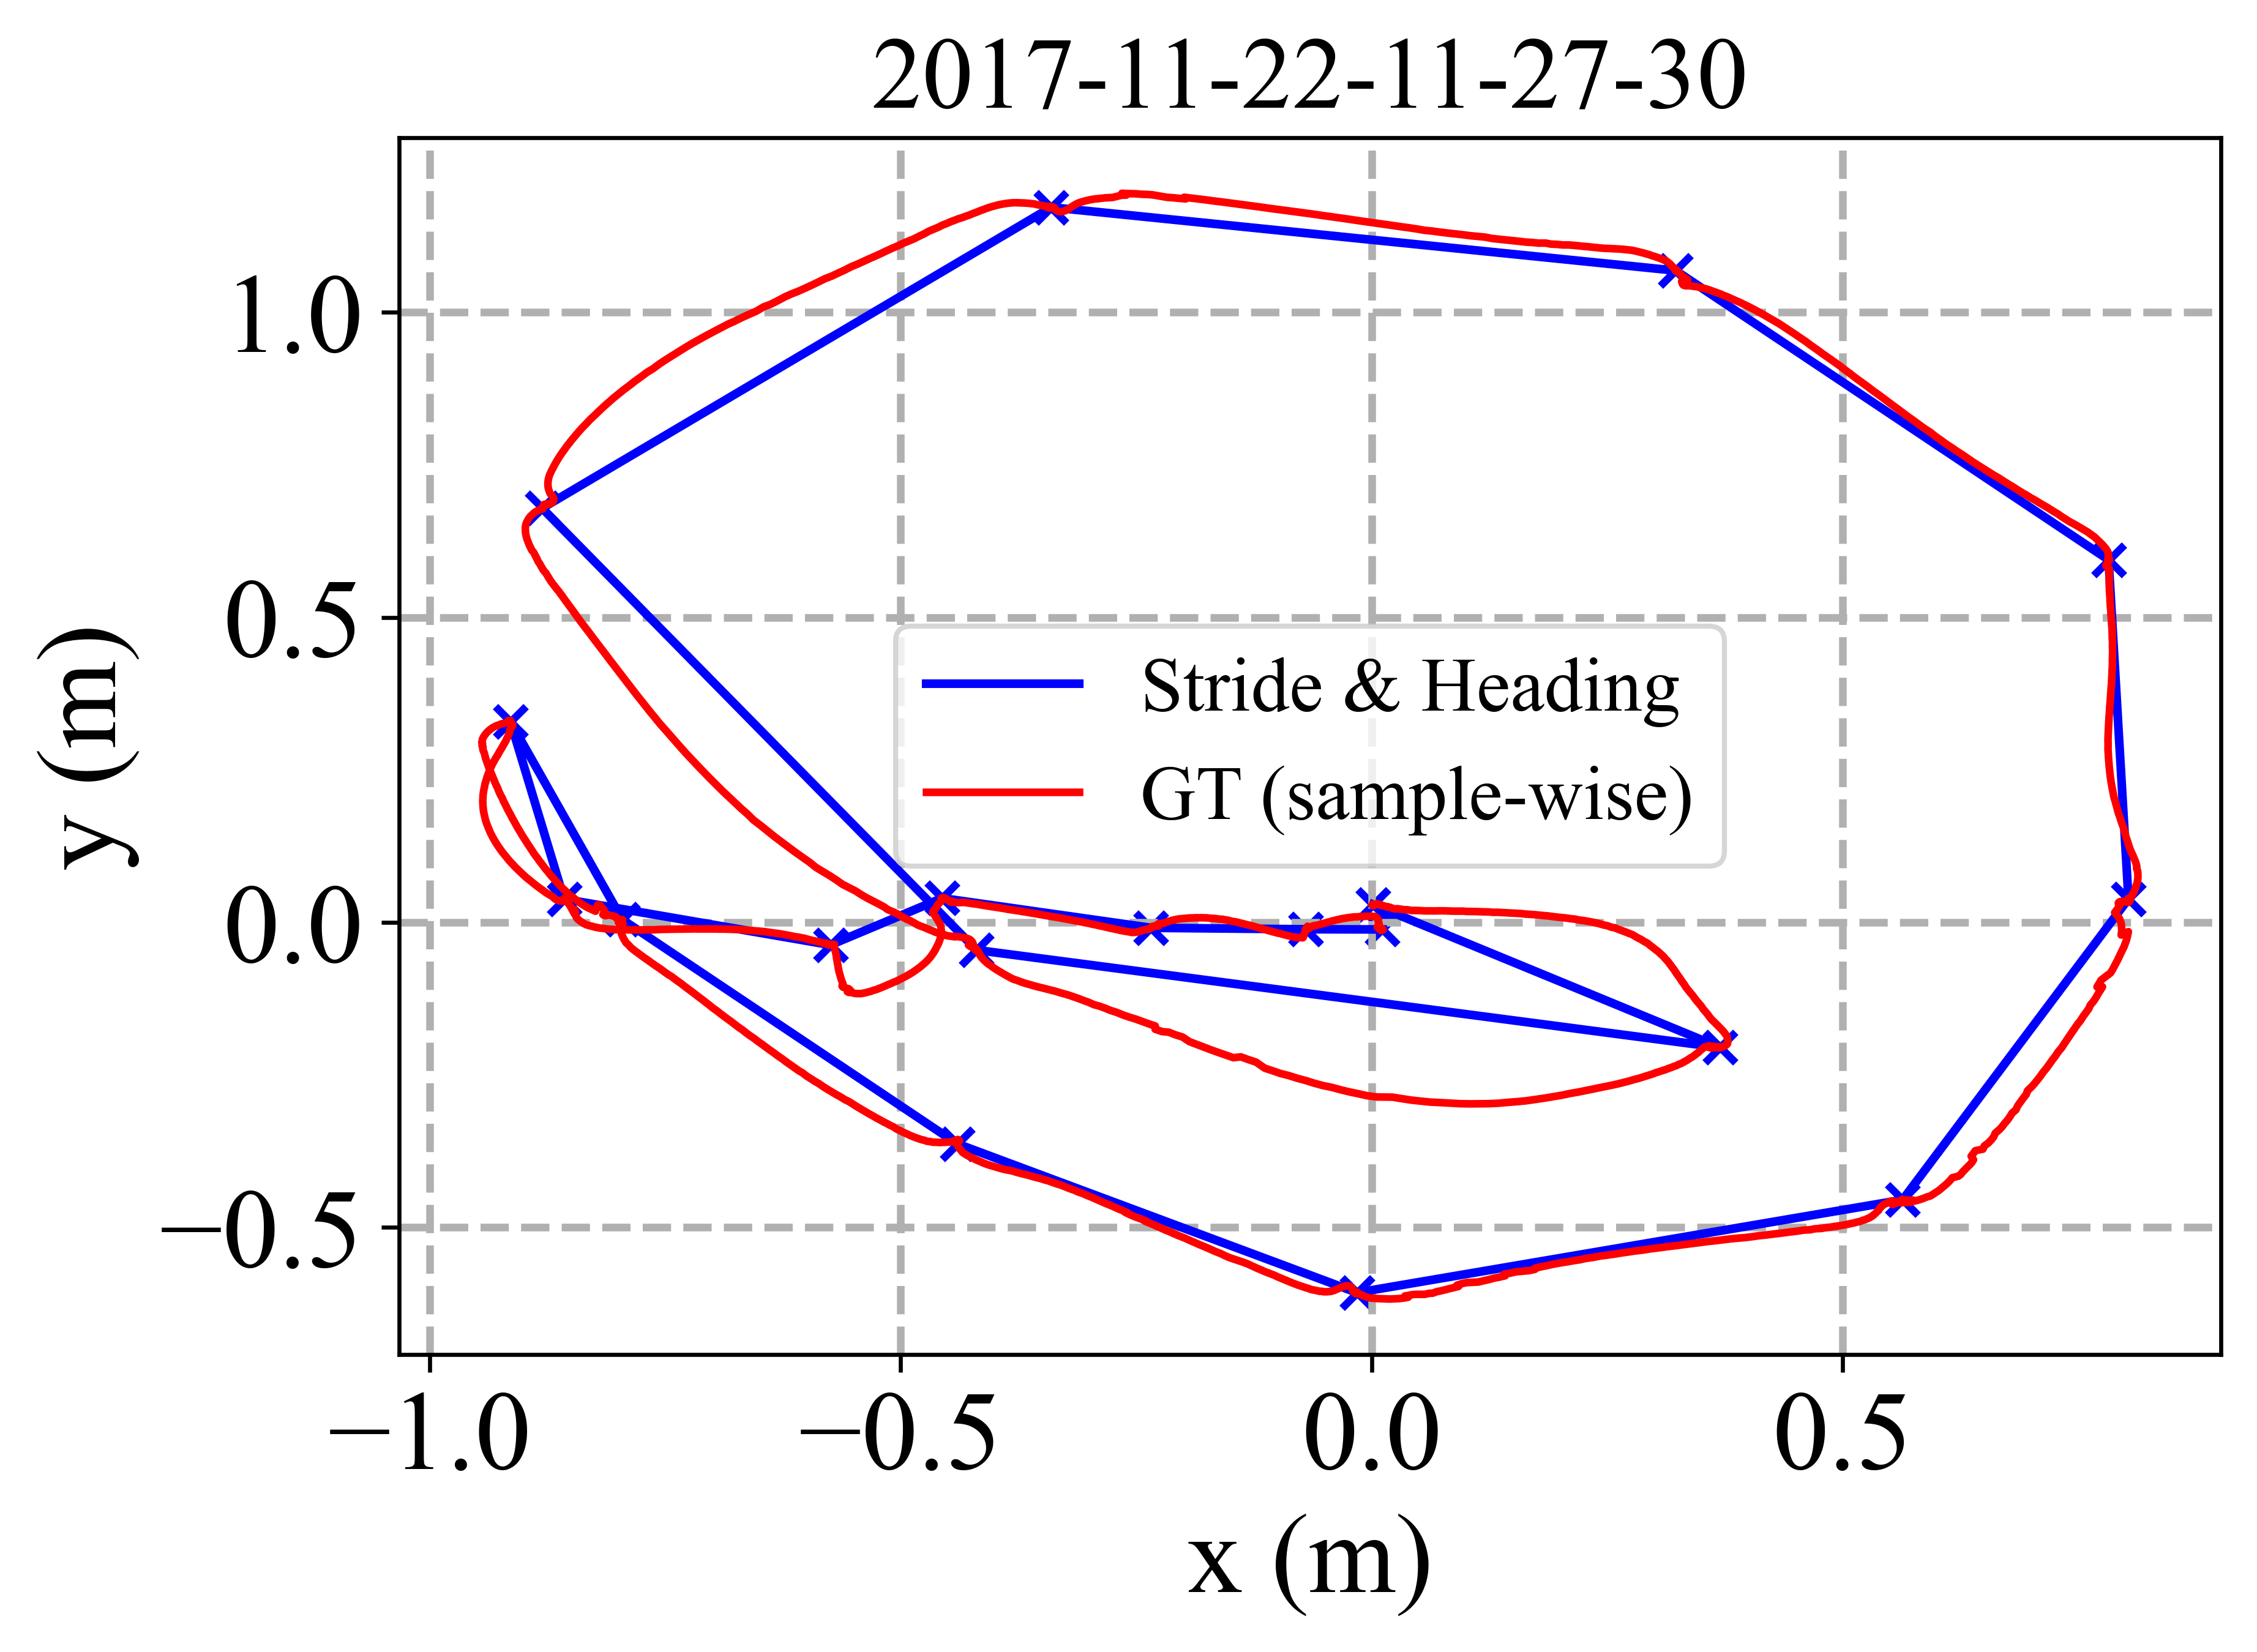 2017-11-22-11-27-30
1.0
0.5
0.0
−0.5
y (m)
Stride & Heading
GT (sample-wise)
−1.0 −0.5 0.0 0.5
x (m)